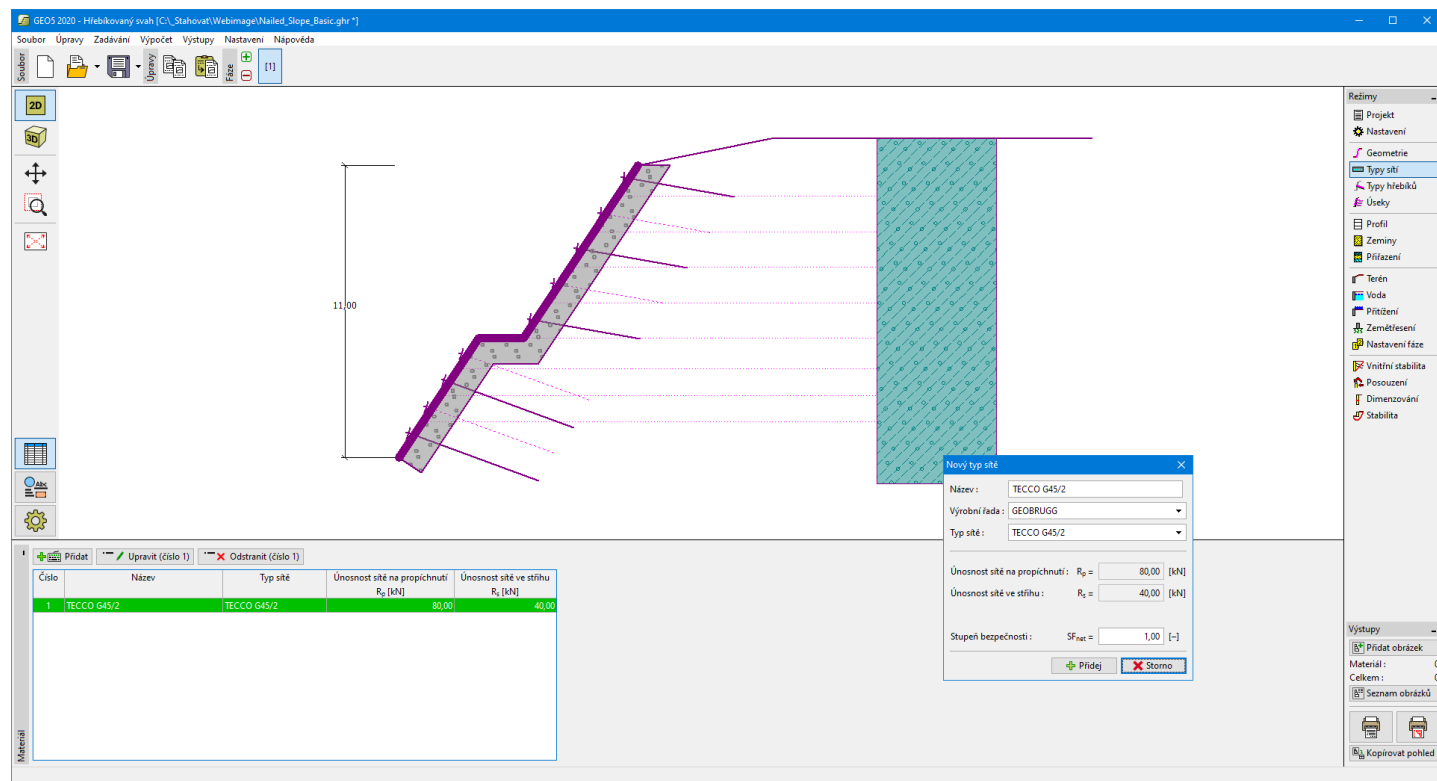 GEO5 2020 - Hřebíkovaný svah [C:\_Stahovat\Webimage\Nailed_Slope_Basic.ghr *]
Soubor Úpravy Zadávání Výpočet Výstupy Nastavení Nápověda
Soubor
Úpravy
Fáze
[1]
2D
3D
11,00
Režimy
Projekt
Nastavení
Geometrie
Typy sítí
Typy hřebíků
Úseky
Profil
Zeminy
Přiřazení
Terén
Voda
Přitížení
Zemětřesení
Nastavení fáze
Vnitřní stabilita
Posouzení
Dimenzování
Stabilita
Nový typ sítě
Název : TECCO G45/2
Výrobní řada : GEOBRUGG
Typ sítě : TECCO G45/2
Únosnost sítě na propíchnutí : Rp = 80,00 [kN]
Únosnost sítě ve střihu : Rs = 40,00 [kN]
Stupeň bezpečnosti : SFnet = 1,00 [–]
Přidej Storno
Abc
Přidat Upravit (číslo 1) Odstranit (číslo 1)
Číslo Název Typ sítě Únosnost sítě na propíchnutí Únosnost sítě ve střihu
Rp [kN] Rs [kN]
1 TECCO G45/2 TECCO G45/2 80,00 40,00
Materiál
Výstupy
Přidat obrázek
Materiál : 0
Celkem : 0
Seznam obrázků
Kopírovat pohled